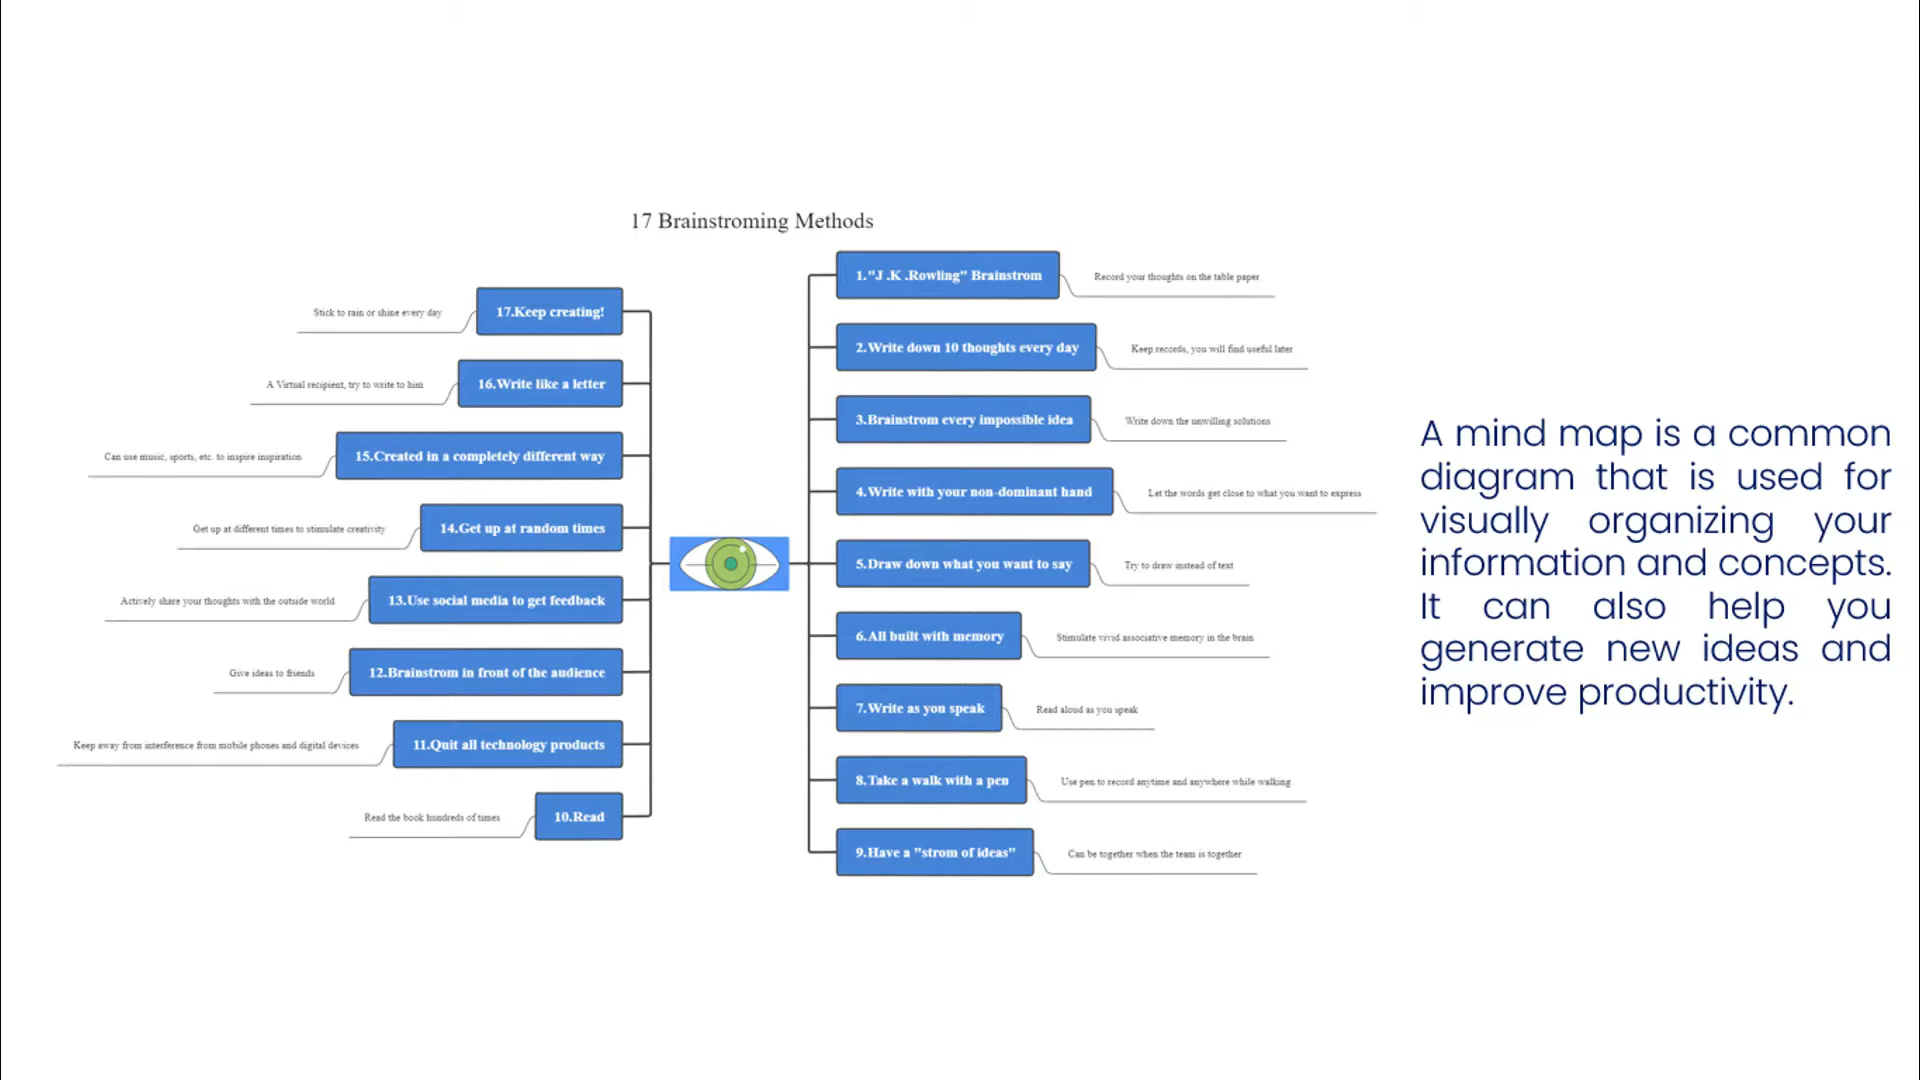 17 Brainstroming Methods
1."J .K .Rowling" Brainstrom
Record your thoughts on the table paper
2.Write down 10 thoughts every day
Keep records, you will find useful later
3.Brainstrom every impossible idea
Write down the unwilling solutions
4.Write with your non-dominant hand
Let the words get close to what you want to express
5.Draw down what you want to say
Try to draw instead of text
6.All built with memory
Stimulate vivid associative memory in the brain
7.Write as you speak
Read aloud as you speak
8.Take a walk with a pen
Use pen to record anytime and anywhere while walking
9.Have a "strom of ideas"
Can be together when the team is together
10.Read
Read the book hundreds of times
11.Quit all technology products
Keep away from interference from mobile phones and digital devices
12.Brainstrom in front of the audience
Give ideas to friends
13.Use social media to get feedback
Actively share your thoughts with the outside world
14.Get up at random times
Get up at different times to stimulate creativity
15.Created in a completely different way
Can use music, sports, etc. to inspire inspiration
16.Write like a letter
A Virtual recipient, try to write to him
17.Keep creating!
Stick to rain or shine every day
A mind map is a common
diagram that is used for
visually organizing your
information and concepts.
It can also help you
generate new ideas and
improve productivity.